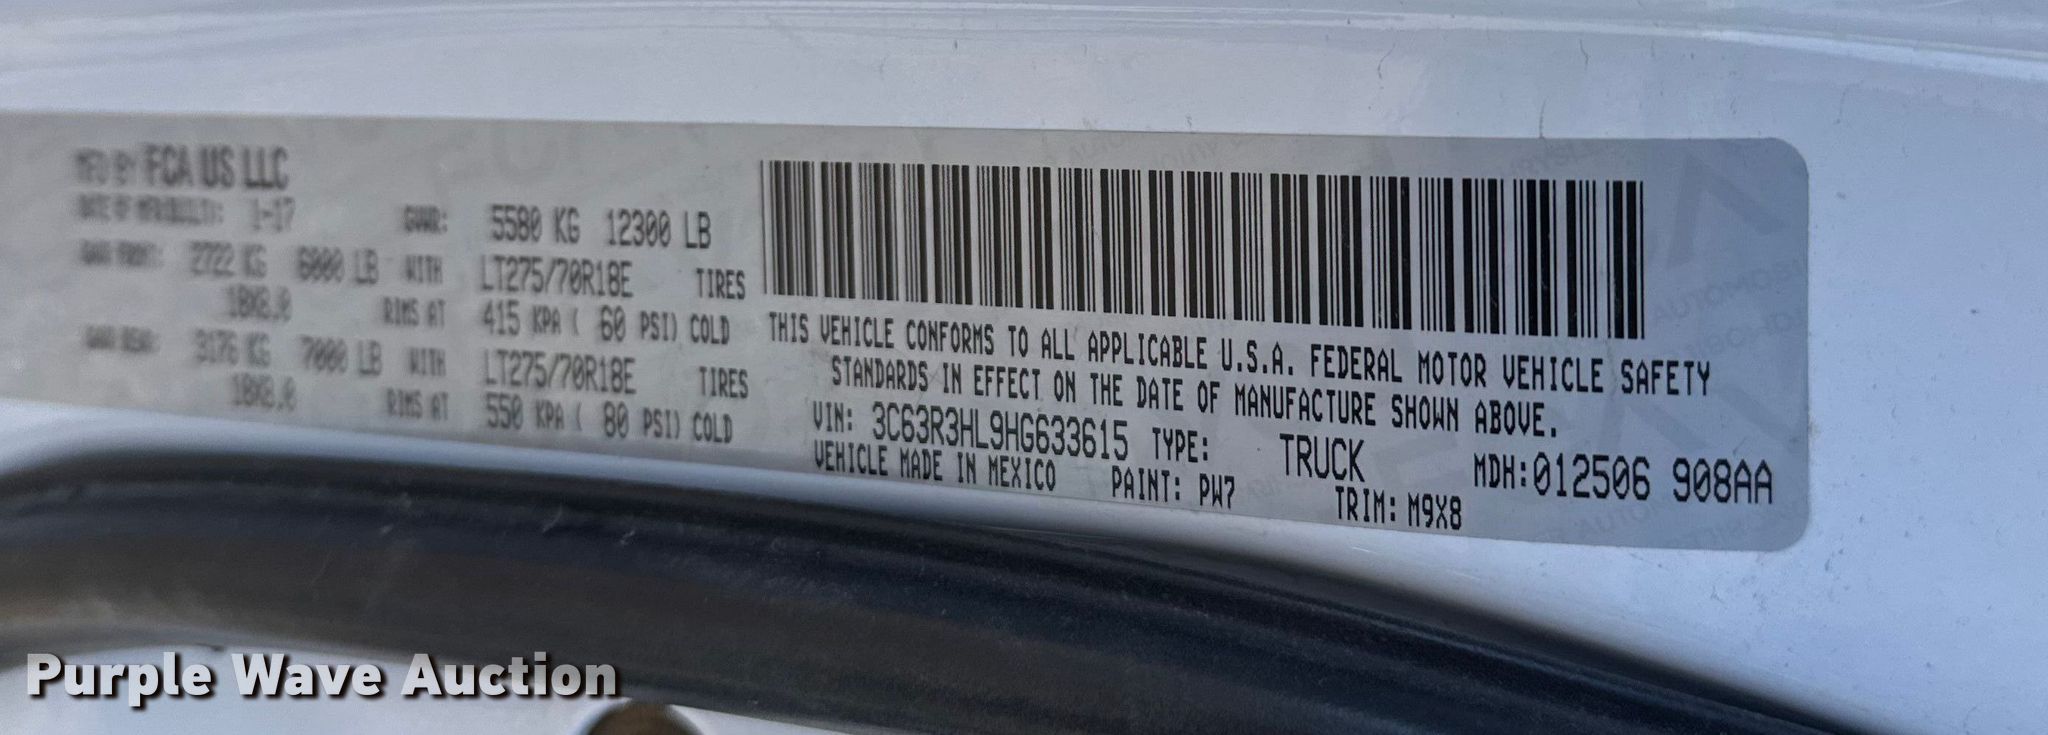 MFD BY FCA US LLC
DATE OF MFR(BUILT): 1-17 GVWR: 5580 KG 12300 LB
GAWR FRONT: 2722 KG 6000 LB WITH LT275/70R18E TIRES
18X8.0 RIMS AT 415 KPA ( 60 PSI) COLD
GAWR REAR: 3176 KG 7000 LB WITH LT275/70R18E TIRES
18X8.0 RIMS AT 550 KPA ( 80 PSI) COLD
THIS VEHICLE CONFORMS TO ALL APPLICABLE U.S.A. FEDERAL MOTOR VEHICLE SAFETY
STANDARDS IN EFFECT ON THE DATE OF MANUFACTURE SHOWN ABOVE.
VIN: 3C63R3HL9HG633615 TYPE: TRUCK MDH:012506 908AA
VEHICLE MADE IN MEXICO PAINT: PW7 TRIM: M9X8
Purple Wave Auction